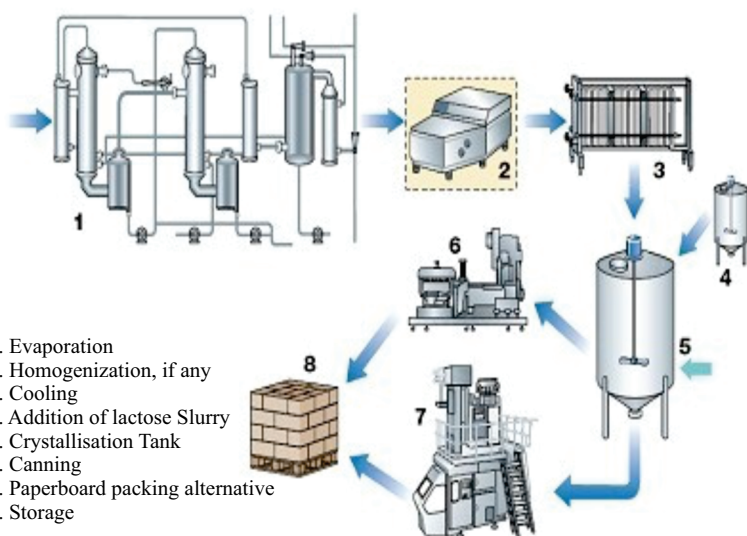 1
2
3
4
5
6
7
8
. Evaporation
. Homogenization, if any
. Cooling
. Addition of lactose Slurry
. Crystallisation Tank
. Canning
. Paperboard packing alternative
. Storage